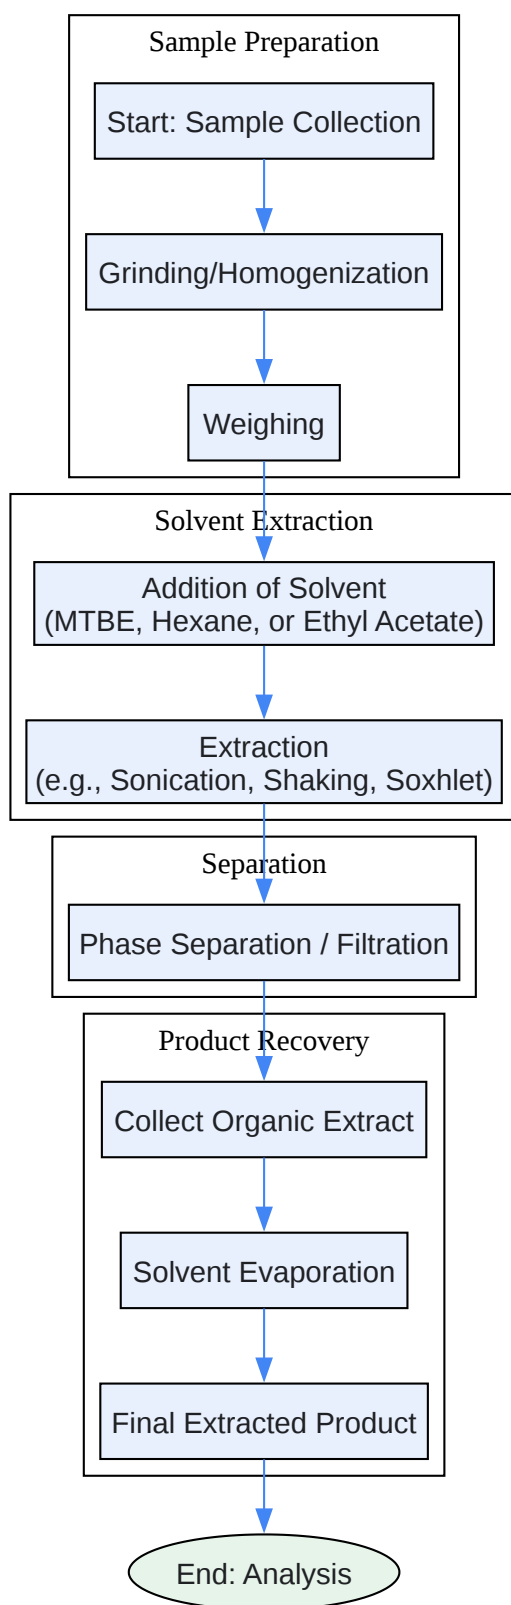 Sample Preparation
Start: Sample Collection
Grinding/Homogenization
Weighing
Solvent Extraction
Addition of Solvent
(MTBE, Hexane, or Ethyl Acetate)
Extraction
(e.g., Sonication, Shaking, Soxhlet)
Separation
Phase Separation / Filtration
Product Recovery
Collect Organic Extract
Solvent Evaporation
Final Extracted Product
End: Analysis